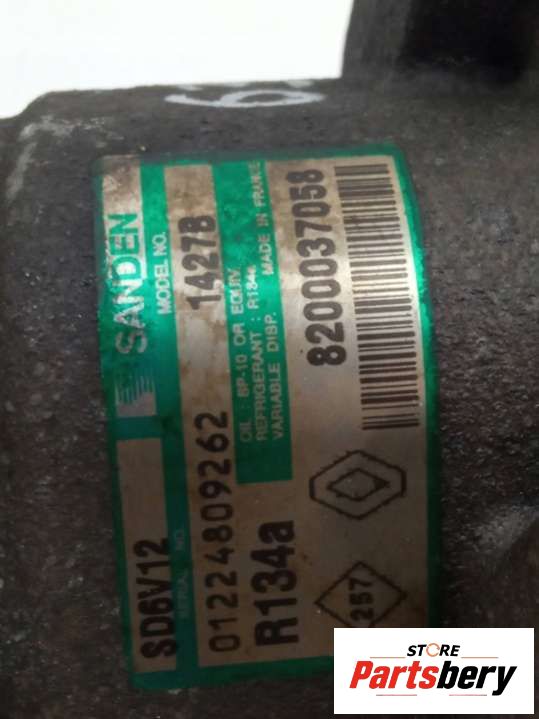 SANDEN
SD6V12
MODEL NO.
1427B
SERIAL NO.
01224809262
OIL : SP-10 OR EQUIV.
REFRIGERANT : R134a
VARIABLE DISP.
MADE IN FRANCE
R134a
8200037058
257
STORE
Partsbery